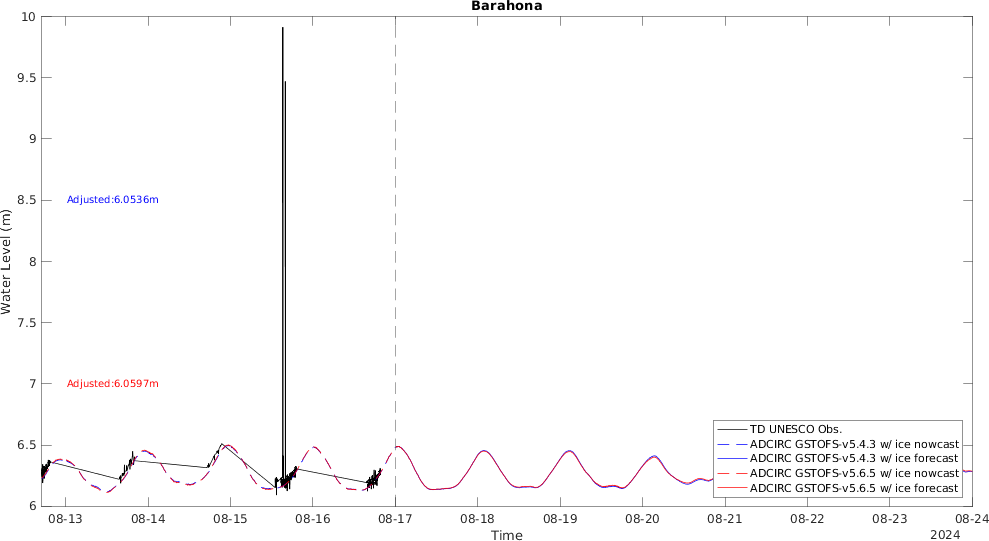 Barahona
10
9.5
9
8.5
8
7.5
7
6.5
6
Water Level (m)
Adjusted:6.0536m
Adjusted:6.0597m
TD UNESCO Obs.
ADCIRC GSTOFS-v5.4.3 w/ ice nowcast
ADCIRC GSTOFS-v5.4.3 w/ ice forecast
ADCIRC GSTOFS-v5.6.5 w/ ice nowcast
ADCIRC GSTOFS-v5.6.5 w/ ice forecast
08-13 08-14 08-15 08-16 08-17 08-18 08-19 08-20 08-21 08-22 08-23 08-24
Time
2024